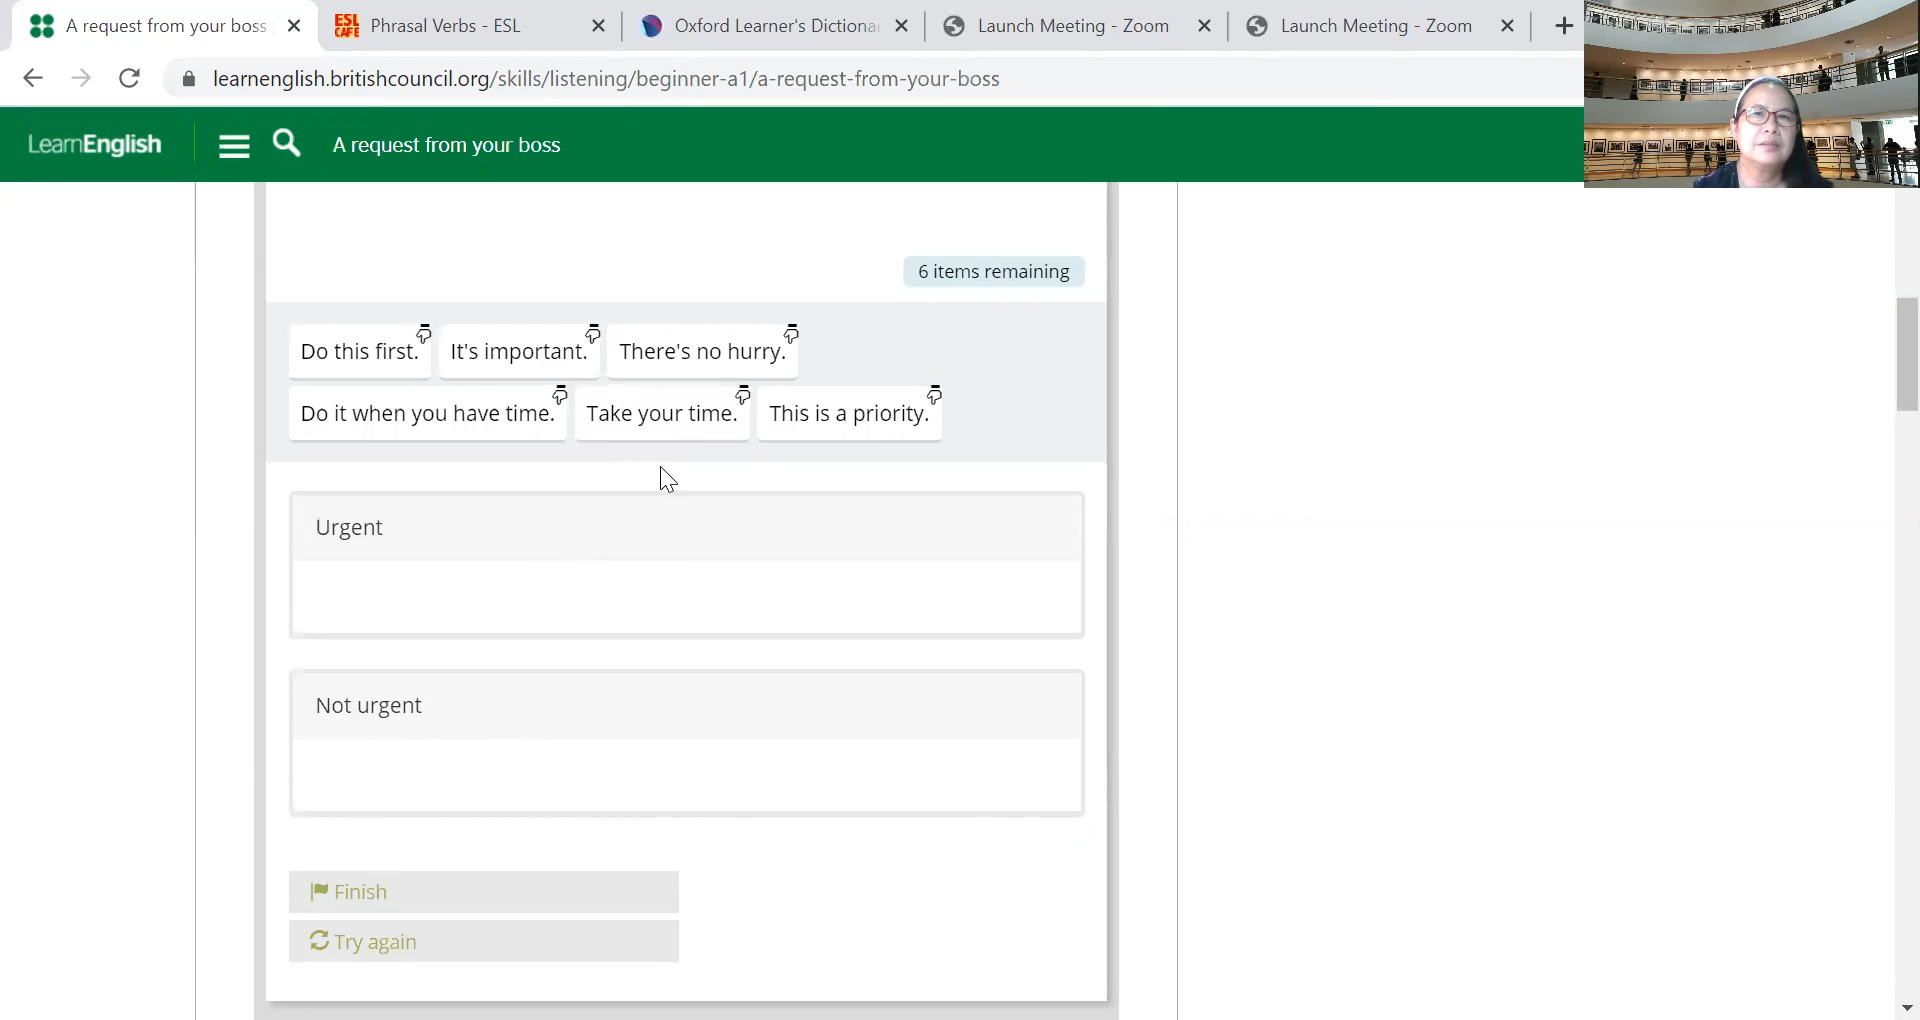 A request from your boss
Phrasal Verbs - ESL
Oxford Learner's Dictiona
Launch Meeting - Zoom
Launch Meeting - Zoom
ESL
CAFE
learnenglish.britishcouncil.org/skills/listening/beginner-a1/a-request-from-your-boss
LearnEnglish
A request from your boss
6 items remaining
Do this first.
It's important.
There's no hurry.
Do it when you have time.
Take your time.
This is a priority.
Urgent
Not urgent
Finish
Try again